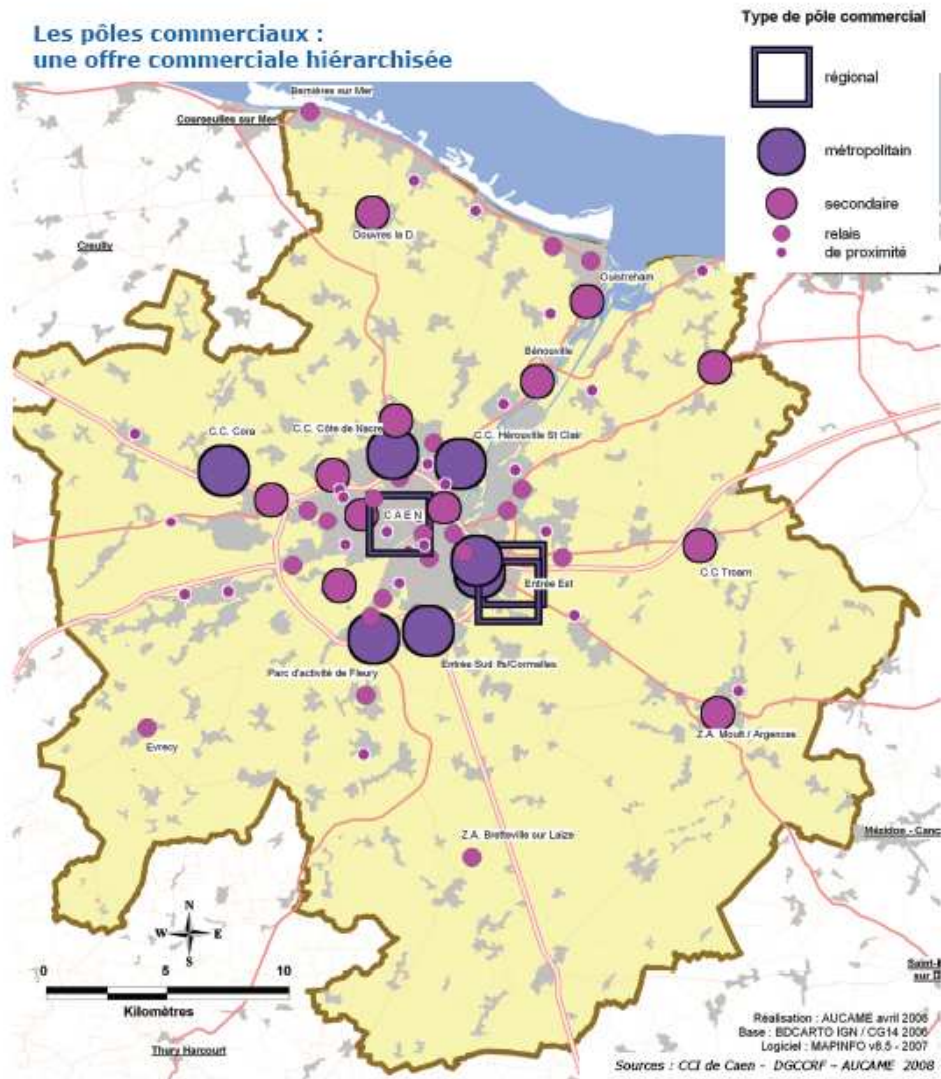 Les pôles commerciaux :
une offre commerciale hiérarchisée
Type de pôle commercial
régional
métropolitain
secondaire
relais
de proximité
Bernières sur Mer
Courseulles sur Mer
Creully
Douvres la D.
Ouistreham
Bénouville
C.C. Cora
C.C. Côte de Nacre
C.C. Hérouville St Clair
CAEN
Entrée Est
C.C Troarn
Parc d'activité de Fleury
Entrée Sud Ifs/Cormelles
Z.A. Moult / Argences
Evrecy
Z.A. Bretteville sur Laize
Mézidon - Canc
N
W E
S
0 5 10
Kilomètres
Thury Harcourt
sur D
Réalisation : AUCAME avril 2008
Base : BDCARTO IGN / CG14 2006
Logiciel : MAPINFO v8.5 - 2007
Sources : CCI de Caen - DGCCRF - AUCAME 2008